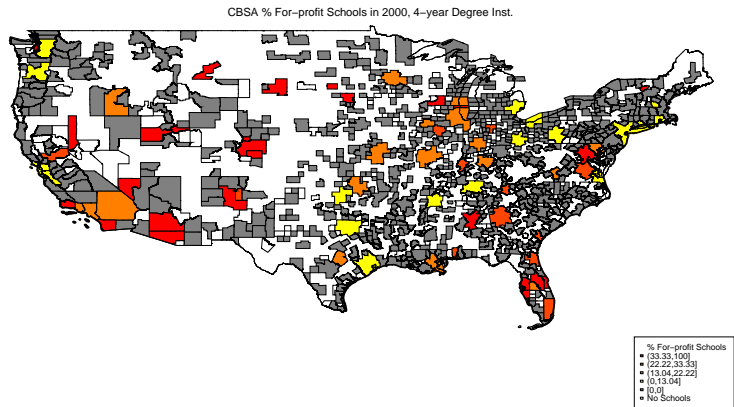 CBSA % For−profit Schools in 2000, 4−year Degree Inst.
% For−profit Schools
(33.33,100]
(22.22,33.33]
(13.04,22.22]
(0,13.04]
[0,0]
No Schools